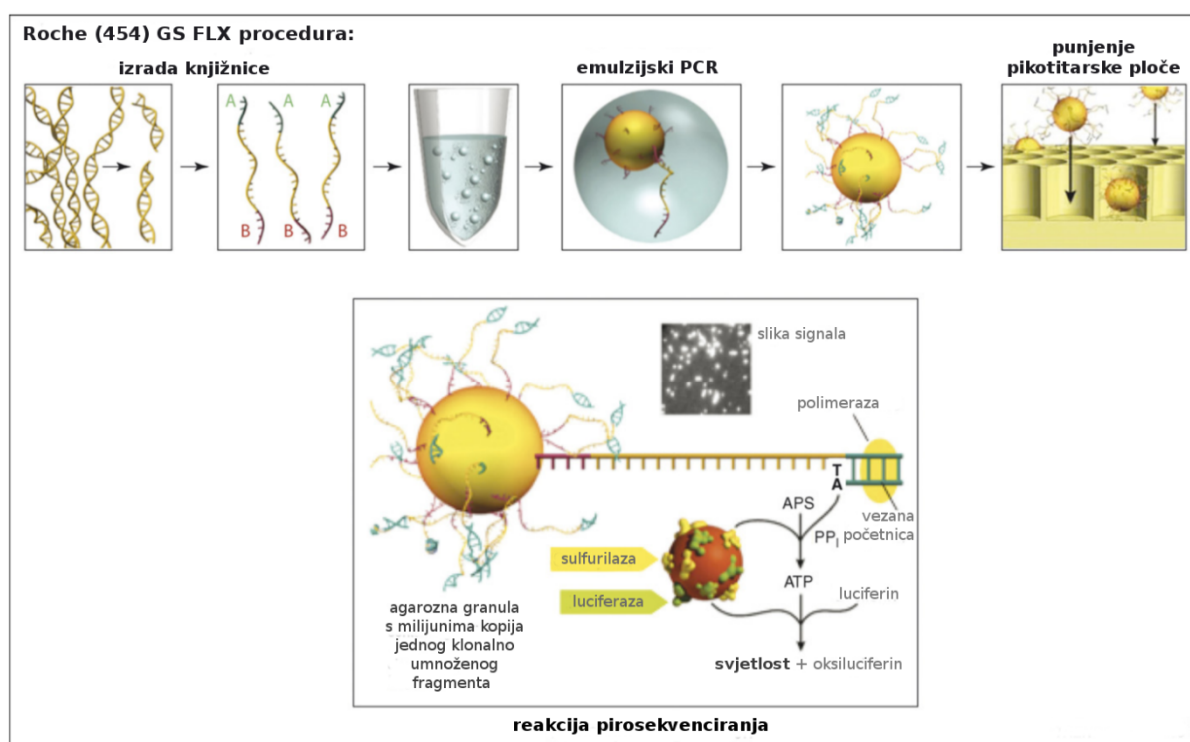 Roche (454) GS FLX procedura:
izrada knjižnice
emulzijski PCR
punjenje
pikotitarske ploče
A A A
B B B
slika signala
polimeraza
T
A
vezana
početnica
APS
PPI
sulfurilaza
ATP
luciferin
luciferaza
agarozna granula
s milijunima kopija
jednog klonalno
umnoženog
fragmenta
svjetlost + oksiluciferin
reakcija pirosekvenciranja